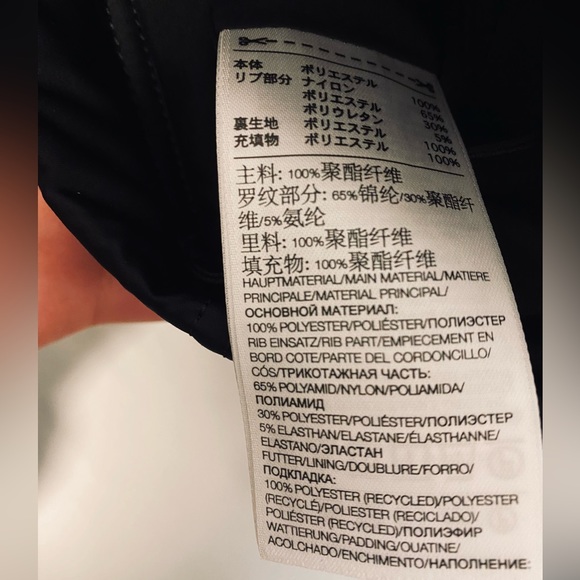 本体 ポリエステル 100%
リブ部分 ナイロン 65%
ポリエステル 30%
ポリウレタン 5%
裏生地 ポリエステル 100%
充填物 ポリエステル 100%
主料: 100%聚酯纤维
罗纹部分: 65%锦纶/30%聚酯纤
维/5%氨纶
里料: 100%聚酯纤维
填充物: 100%聚酯纤维
HAUPTMATERIAL/MAIN MATERIAL/MATIERE
PRINCIPALE/MATERIAL PRINCIPAL/
ОСНОВНОЙ МАТЕРИАЛ:
100% POLYESTER/POLIÉSTER/ПОЛИЭСТЕР
RIB EINSATZ/RIB PART/EMPIECEMENT EN
BORD COTE/PARTE DEL CORDONCILLO/
CÓS/ТРИКОТАЖНАЯ ЧАСТЬ:
65% POLYAMID/NYLON/POLIAMIDA/
ПОЛИАМИД
30% POLYESTER/POLIÉSTER/ПОЛИЭСТЕР
5% ELASTHAN/ELASTANE/ÉLASTHANNE/
ELASTANO/ЭЛАСТАН
FUTTER/LINING/DOUBLURE/FORRO/
ПОДКЛАДКА:
100% POLYESTER (RECYCLED)/POLYESTER
(RECYCLÉ)/POLIÉSTER (RECICLADO)/
POLIÉSTER (RECYCLED)/ПОЛИЭФИР
WATTIERUNG/PADDING/OUATINE/
ACOLCHADO/ENCHIMENTO/НАПОЛНЕНИЕ: